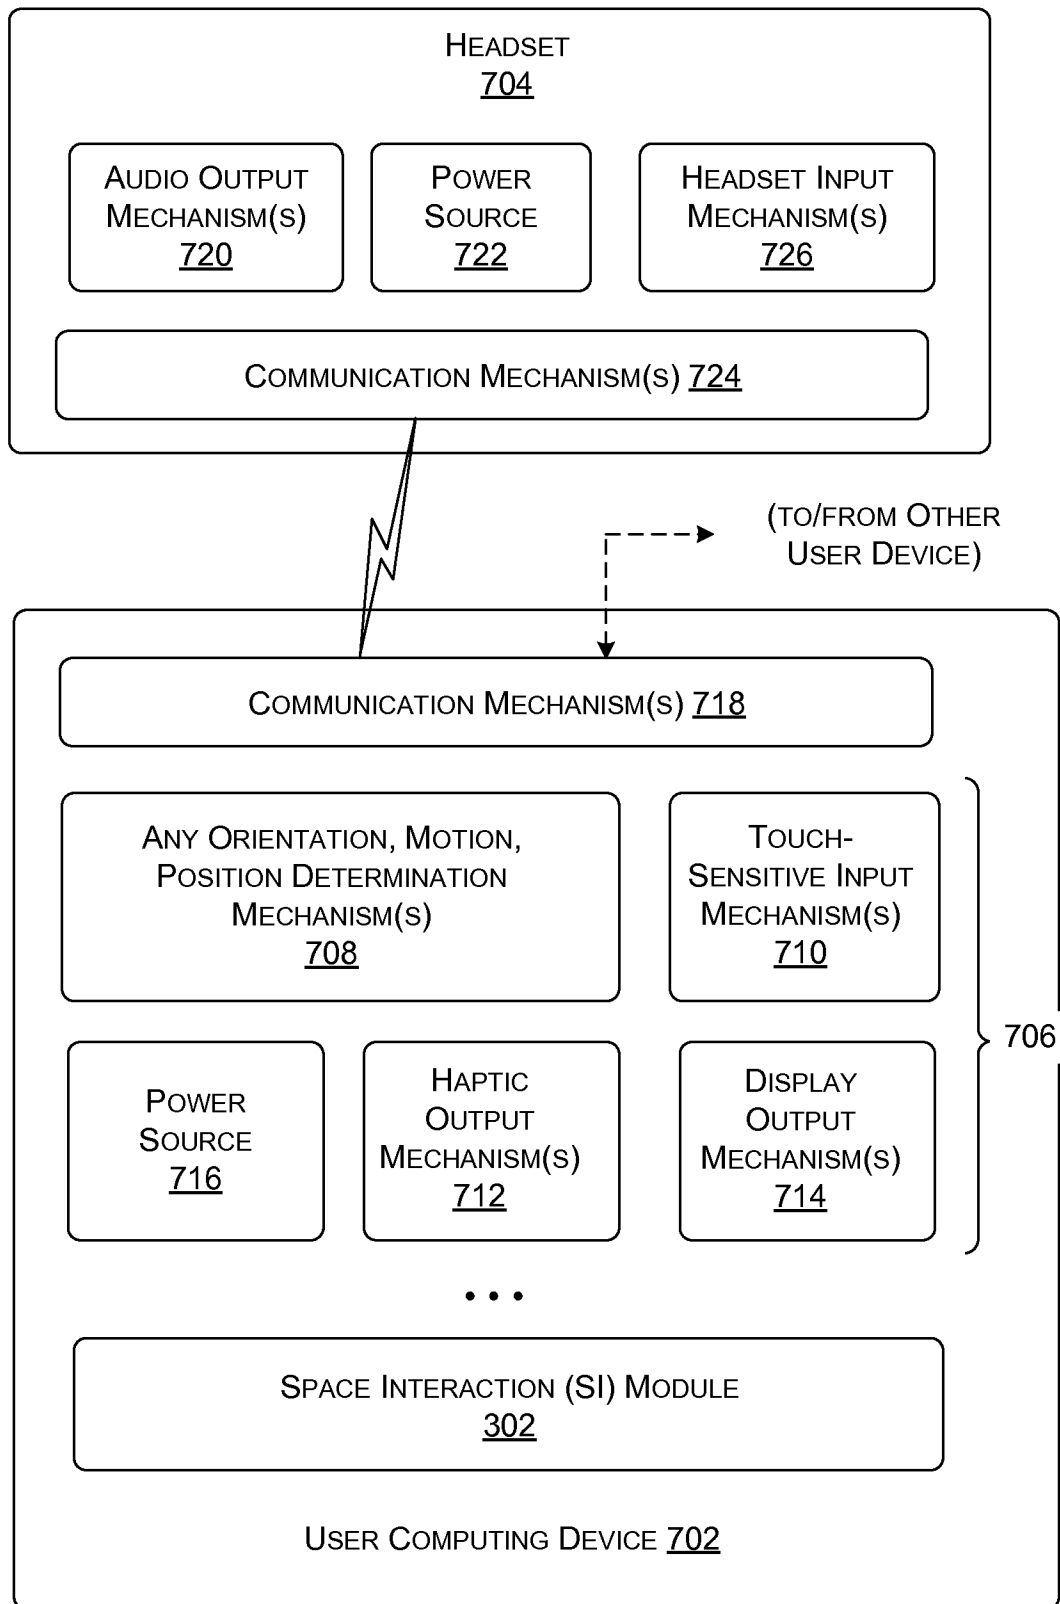 HEADSET
704
AUDIO OUTPUT
MECHANISM(S)
720
POWER
SOURCE
722
HEADSET INPUT
MECHANISM(S)
726
COMMUNICATION MECHANISM(S) 724
(TO/FROM OTHER
USER DEVICE)
COMMUNICATION MECHANISM(S) 718
ANY ORIENTATION, MOTION,
POSITION DETERMINATION
MECHANISM(S)
708
TOUCH-
SENSITIVE INPUT
MECHANISM(S)
710
706
POWER
SOURCE
716
HAPTIC
OUTPUT
MECHANISM(S)
712
DISPLAY
OUTPUT
MECHANISM(S)
714
• • •
SPACE INTERACTION (SI) MODULE
302
USER COMPUTING DEVICE 702